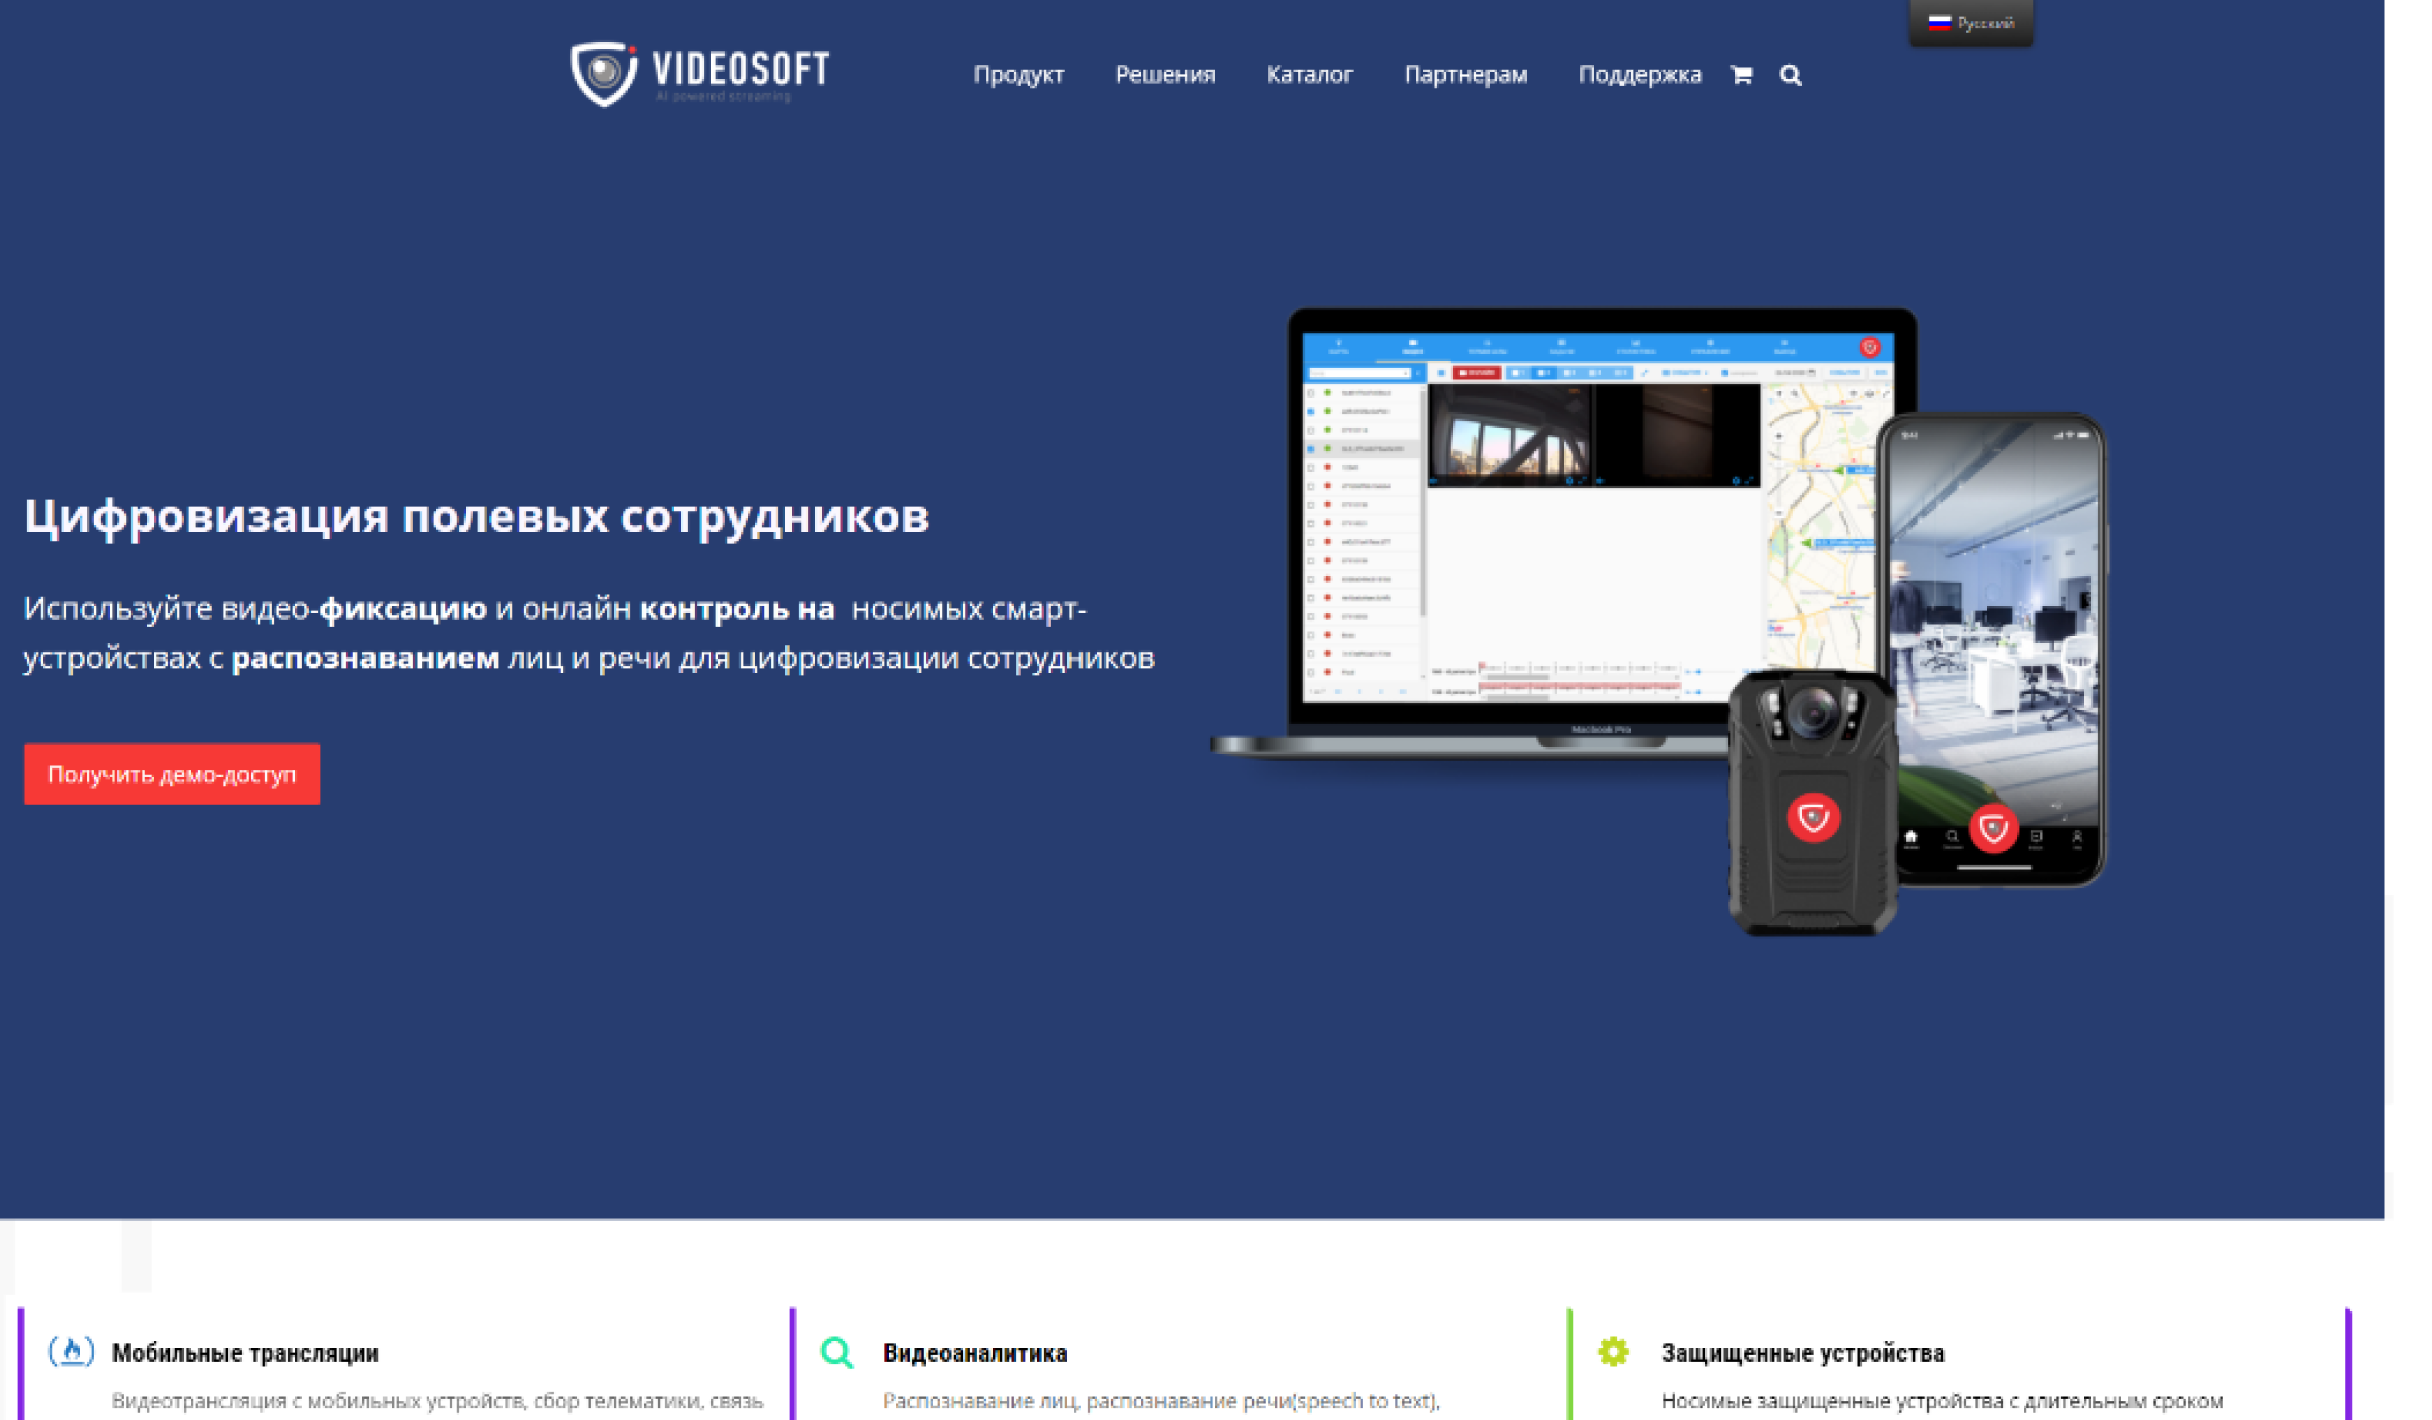 Русский
VIDEOSOFT
AI powered streaming
Продукт Решения Каталог Партнерам Поддержка
Цифровизация полевых сотрудников
Используйте видео-фиксацию и онлайн контроль на носимых смарт-
устройствах с распознаванием лиц и речи для цифровизации сотрудников
Получить демо-доступ
Macbook Pro
Мобильные трансляции
Видеотрансляция с мобильных устройств, сбор телематики, связь
Видеоаналитика
Распознавание лиц, распознавание речи(speech to text),
Защищенные устройства
Носимые защищенные устройства с длительным сроком